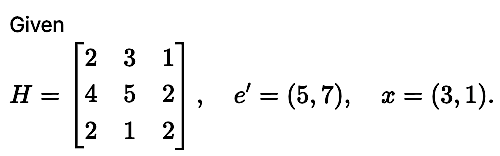 Given
H = [2 3 1
4 5 2
2 1 2], e′ = (5, 7), x = (3, 1).